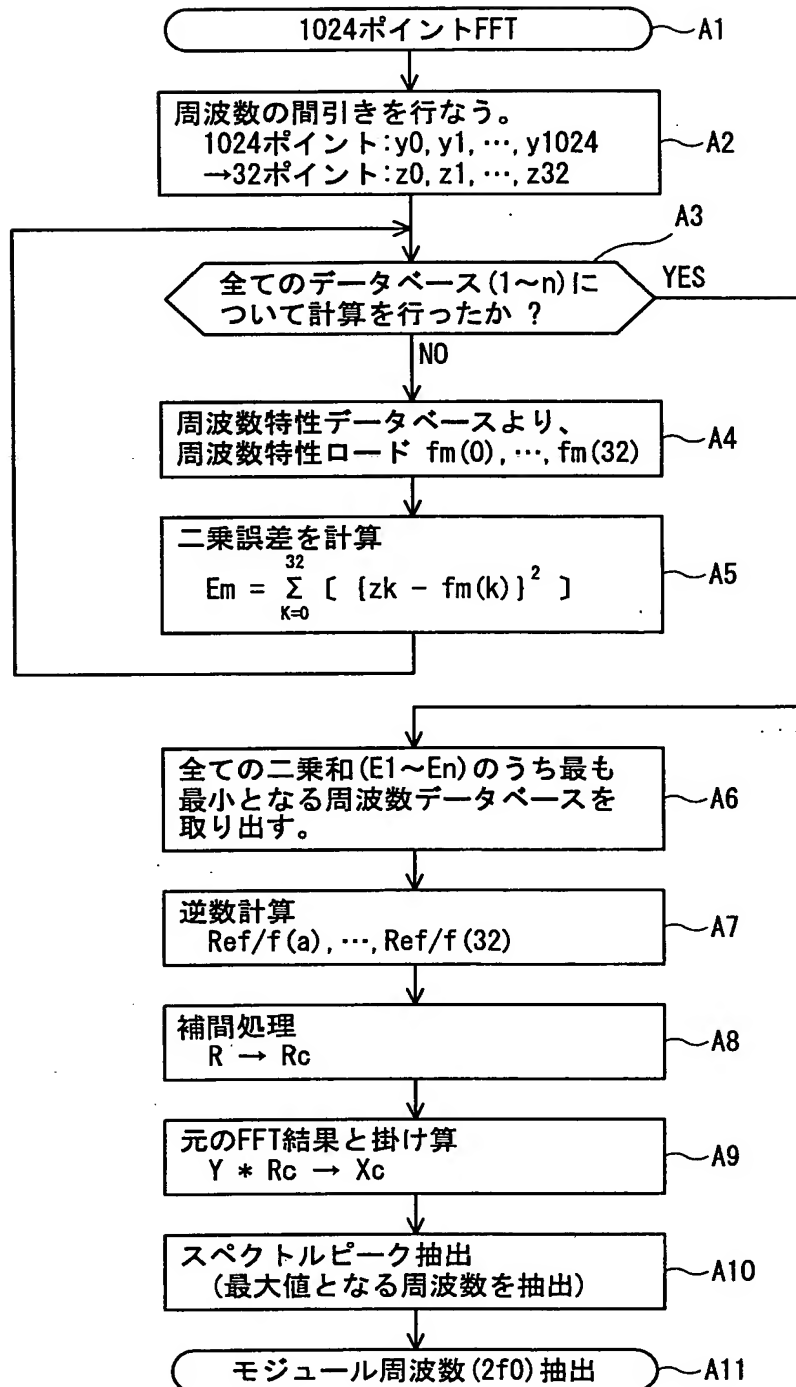 1024ポイントFFT
A1
周波数の間引きを行なう。
1024ポイント:y0, y1, …, y1024
→32ポイント:z0, z1, …, z32
A2
A3
全てのデータベース(1~n)に
ついて計算を行ったか ?
YES
NO
周波数特性データベースより、
周波数特性ロード fm(0), …, fm(32)
A4
二乗誤差を計算
32
Em = Σ [ {zk - fm(k)}² ]
K=0
A5
全ての二乗和(E1~En)のうち最も
最小となる周波数データベースを
取り出す。
A6
逆数計算
Ref/f(a), …, Ref/f(32)
A7
補間処理
R → Rc
A8
元のFFT結果と掛け算
Y * Rc → Xc
A9
スペクトルピーク抽出
(最大値となる周波数を抽出)
A10
モジュール周波数(2f0)抽出
A11